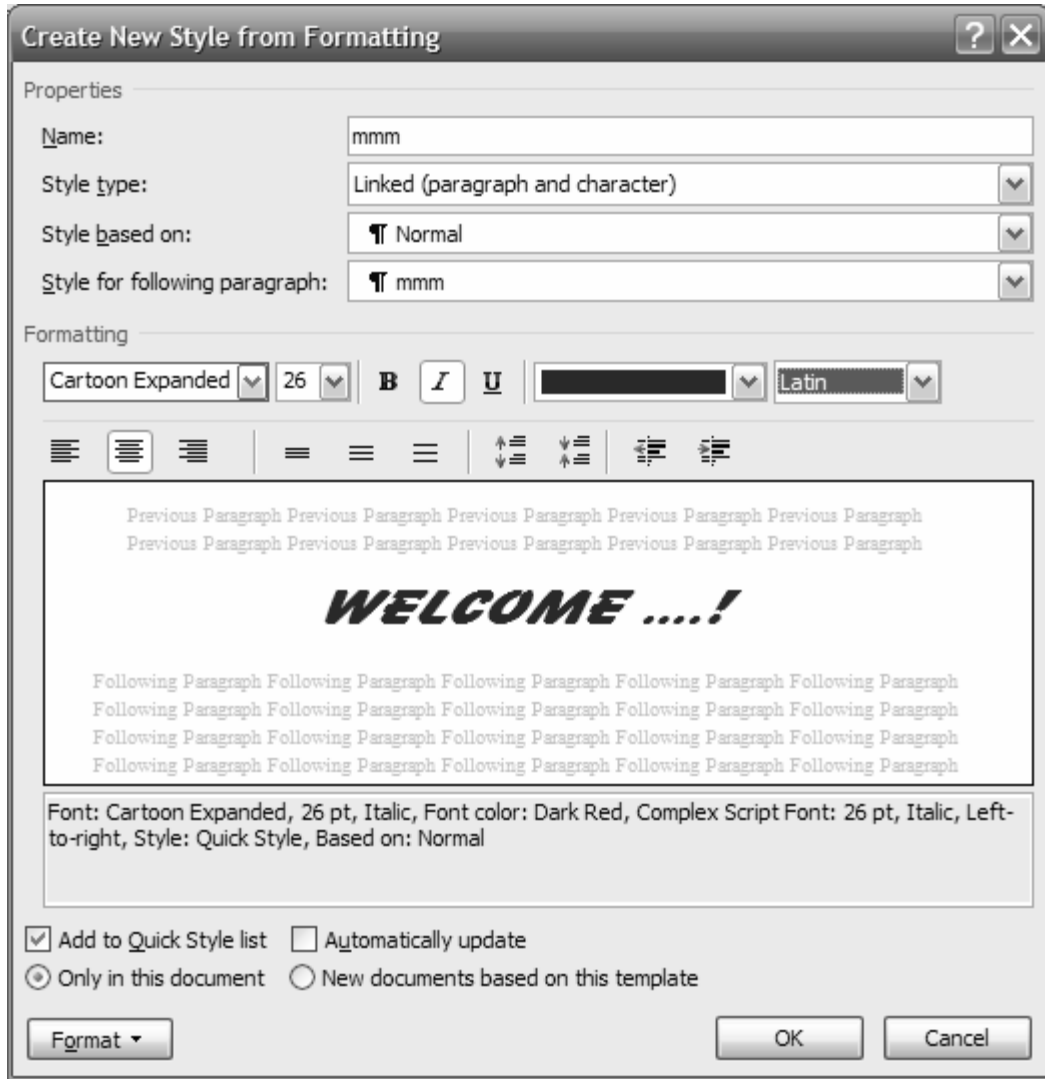 Create New Style from Formatting
Properties
Name: mmm
Style type: Linked (paragraph and character)
Style based on: ¶ Normal
Style for following paragraph: ¶ mmm
Formatting
Cartoon Expanded 26 B I U Latin
Previous Paragraph Previous Paragraph Previous Paragraph Previous Paragraph Previous Paragraph
Previous Paragraph Previous Paragraph Previous Paragraph Previous Paragraph Previous Paragraph
WELCOME ....!
Following Paragraph Following Paragraph Following Paragraph Following Paragraph Following Paragraph
Following Paragraph Following Paragraph Following Paragraph Following Paragraph Following Paragraph
Following Paragraph Following Paragraph Following Paragraph Following Paragraph Following Paragraph
Following Paragraph Following Paragraph Following Paragraph Following Paragraph Following Paragraph
Font: Cartoon Expanded, 26 pt, Italic, Font color: Dark Red, Complex Script Font: 26 pt, Italic, Left-
to-right, Style: Quick Style, Based on: Normal
Add to Quick Style list Automatically update
Only in this document New documents based on this template
Format OK Cancel